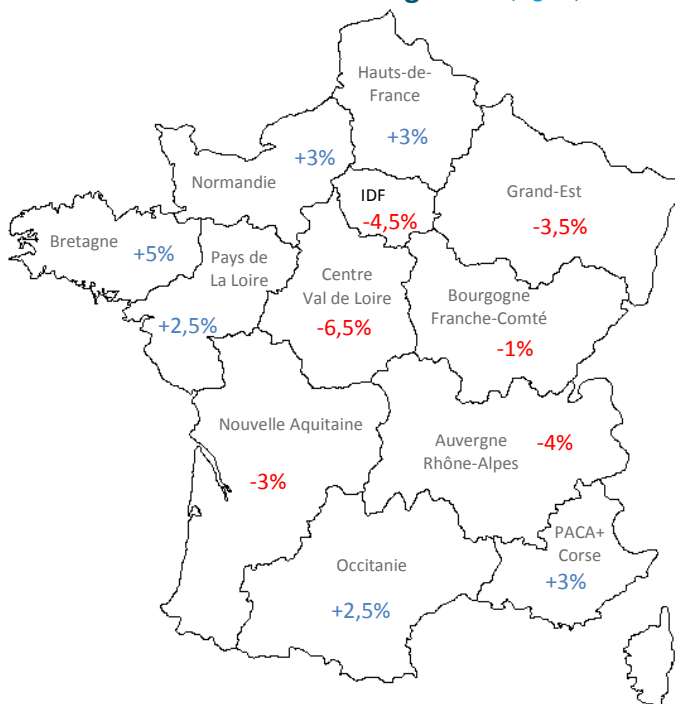 Hauts-de-
France
+3%
+3%
Normandie
IDF
-4,5%
Grand-Est
-3,5%
Bretagne
+5%
Pays de
La Loire
+2,5%
Centre
Val de Loire
-6,5%
Bourgogne
Franche-Comté
-1%
Nouvelle Aquitaine
-3%
Auvergne
Rhône-Alpes
-4%
PACA+
Corse
+3%
Occitanie
+2,5%